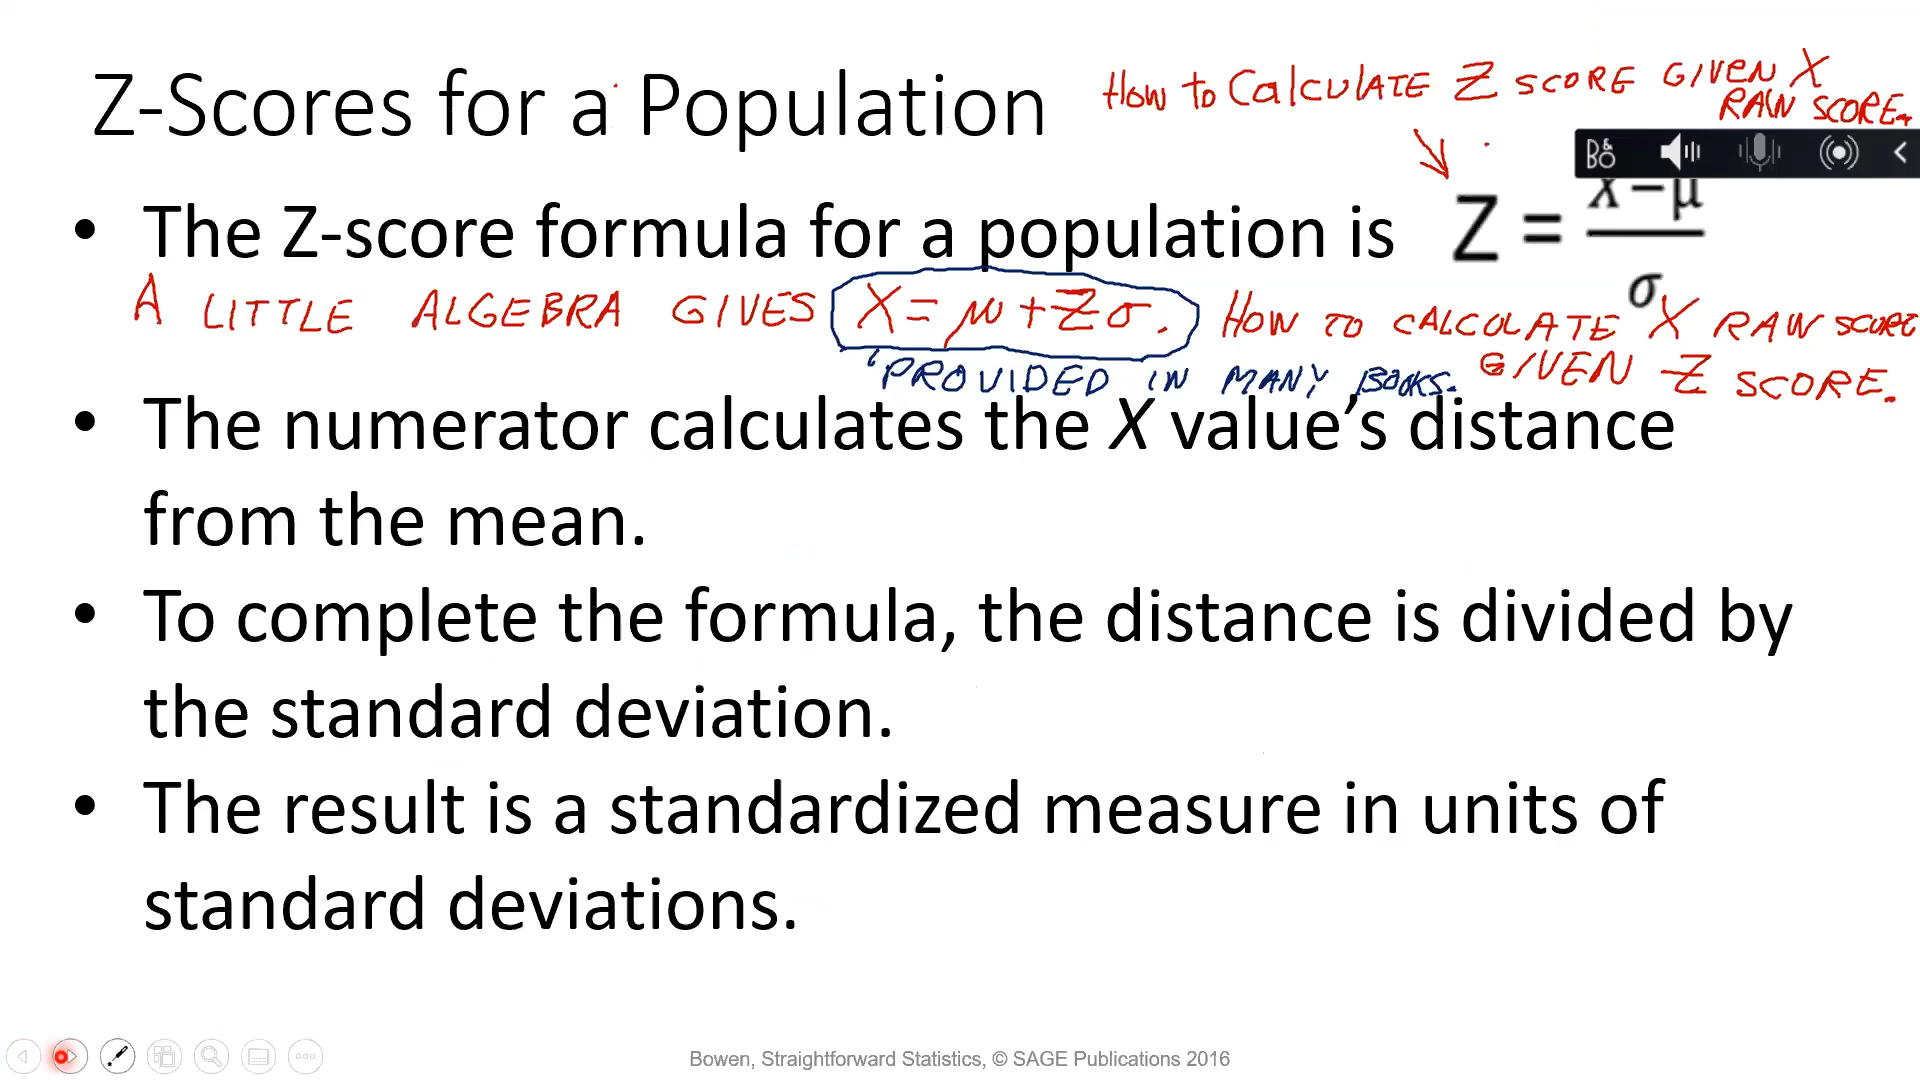 Z-Scores for a Population
How to Calculate Z score given X
RAW SCORE.
B&O
• The Z-score formula for a population is Z = X − μ / σ
A LITTLE ALGEBRA GIVES X = μ + Zσ. HOW TO CALCULATE X RAW SCORE
'PROVIDED IN MANY BOOKS. GIVEN Z SCORE.
• The numerator calculates the X value's distance
from the mean.
• To complete the formula, the distance is divided by
the standard deviation.
• The result is a standardized measure in units of
standard deviations.
Bowen, Straightforward Statistics, © SAGE Publications 2016